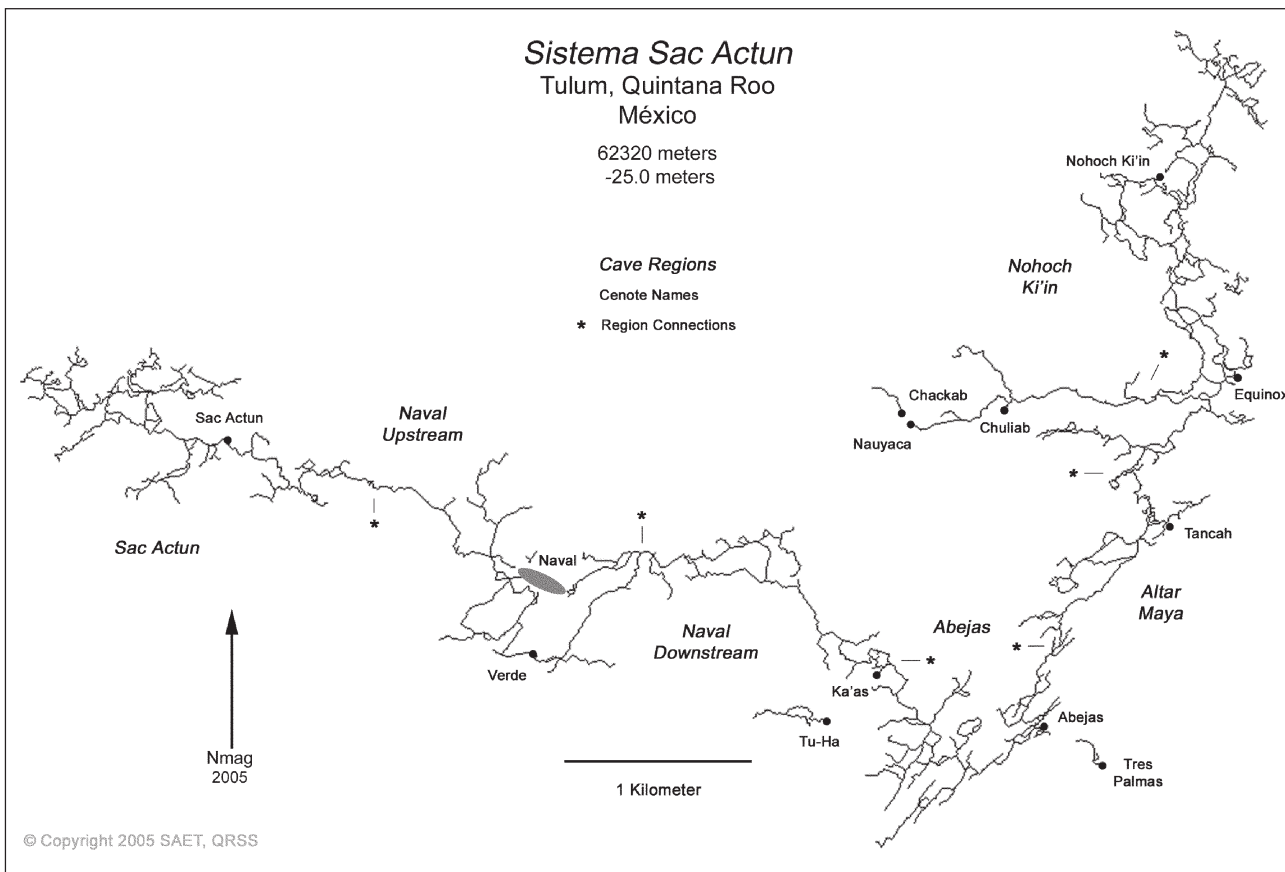 Sistema Sac Actun
Tulum, Quintana Roo
México
62320 meters
-25.0 meters
Cave Regions
Cenote Names
* Region Connections
Nohoch Ki'in
Nohoch
Ki'in
*
Equinox
Chackab
Nauyaca
Chuliab
*
Sac Actun
Naval
Upstream
*
Sac Actun
*
Naval
Verde
Naval
Downstream
Tancah
Altar
Maya
Abejas
*
*
Ka'as
Tu-Ha
Abejas
Tres
Palmas
Nmag
2005
1 Kilometer
© Copyright 2005 SAET, QRSS